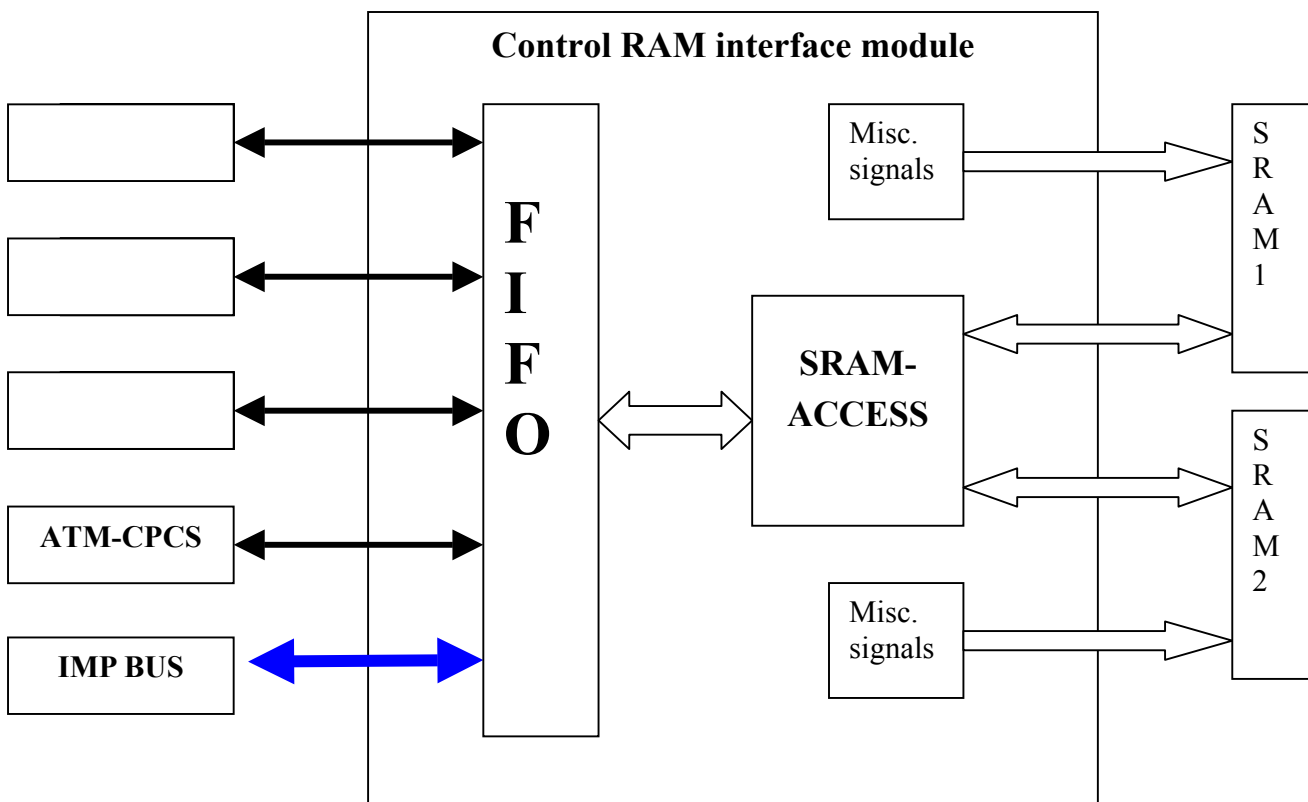 Control RAM interface module
Misc.
signals
S
R
A
M
1
F
I
F
O
SRAM-
ACCESS
S
R
A
M
2
ATM-CPCS
IMP BUS
Misc.
signals